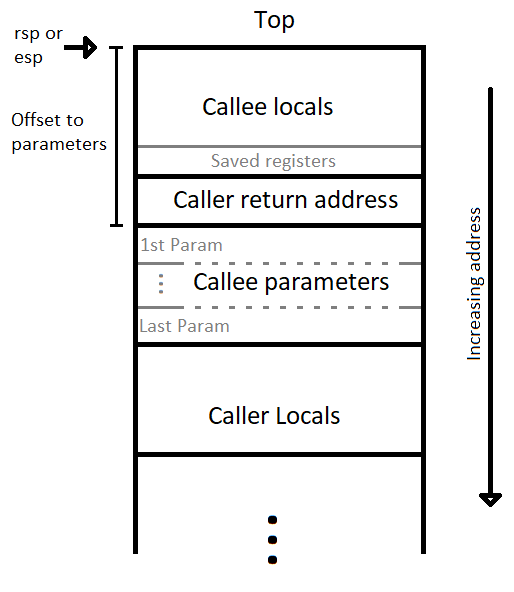 Top
rsp or
esp
Offset to
parameters
Callee locals
Saved registers
Caller return address
1st Param
Callee parameters
Last Param
Caller Locals
Increasing address